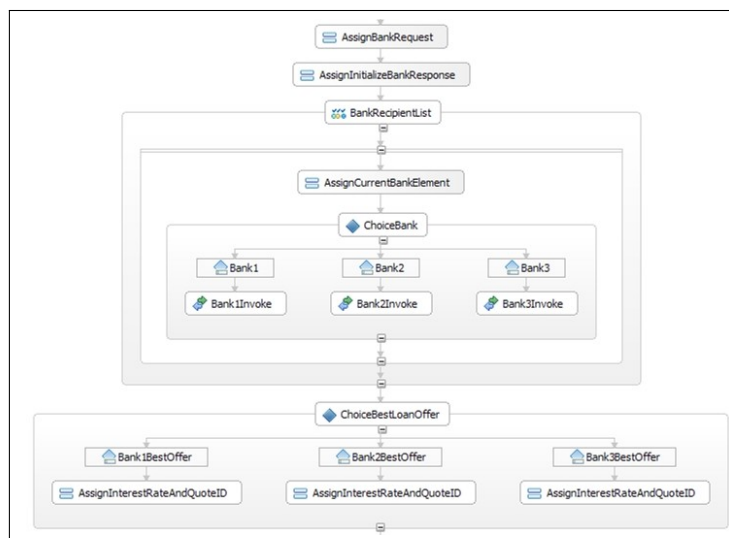 AssignBankRequest
AssignInitializeBankResponse
BankRecipientList
AssignCurrentBankElement
ChoiceBank
Bank1 Bank2 Bank3
Bank1Invoke Bank2Invoke Bank3Invoke
ChoiceBestLoanOffer
Bank1BestOffer Bank2BestOffer Bank3BestOffer
AssignInterestRateAndQuoteID AssignInterestRateAndQuoteID AssignInterestRateAndQuoteID